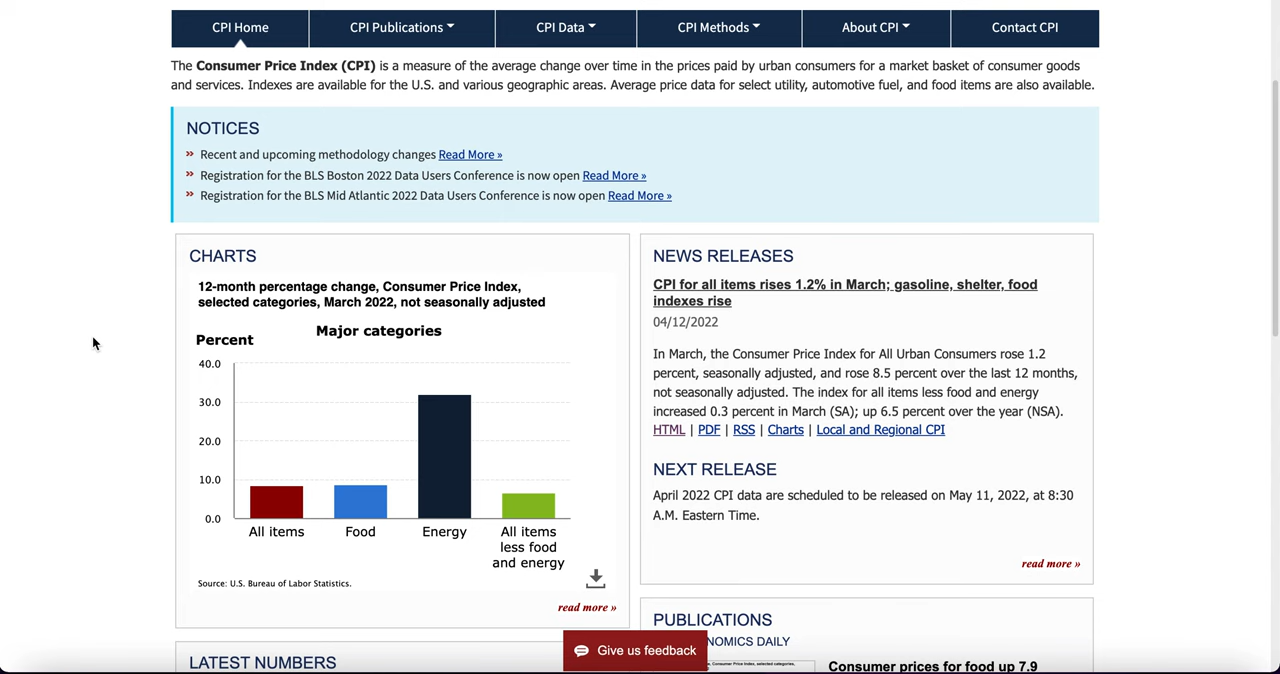 CPI Home
CPI Publications
CPI Data
CPI Methods
About CPI
Contact CPI
The Consumer Price Index (CPI) is a measure of the average change over time in the prices paid by urban consumers for a market basket of consumer goods
and services. Indexes are available for the U.S. and various geographic areas. Average price data for select utility, automotive fuel, and food items are also available.
NOTICES
» Recent and upcoming methodology changes Read More »
» Registration for the BLS Boston 2022 Data Users Conference is now open Read More »
» Registration for the BLS Mid Atlantic 2022 Data Users Conference is now open Read More »
CHARTS
12-month percentage change, Consumer Price Index,
selected categories, March 2022, not seasonally adjusted
Major categories
Percent
40.0
30.0
20.0
10.0
0.0
All items
Food
Energy
All items
less food
and energy
Source: U.S. Bureau of Labor Statistics.
read more »
NEWS RELEASES
CPI for all items rises 1.2% in March; gasoline, shelter, food
indexes rise
04/12/2022
In March, the Consumer Price Index for All Urban Consumers rose 1.2
percent, seasonally adjusted, and rose 8.5 percent over the last 12 months,
not seasonally adjusted. The index for all items less food and energy
increased 0.3 percent in March (SA); up 6.5 percent over the year (NSA).
HTML | PDF | RSS | Charts | Local and Regional CPI
NEXT RELEASE
April 2022 CPI data are scheduled to be released on May 11, 2022, at 8:30
A.M. Eastern Time.
read more »
LATEST NUMBERS
Give us feedback
PUBLICATIONS
NOMICS DAILY
, Consumer Price Index, selected categories,
Consumer prices for food up 7.9